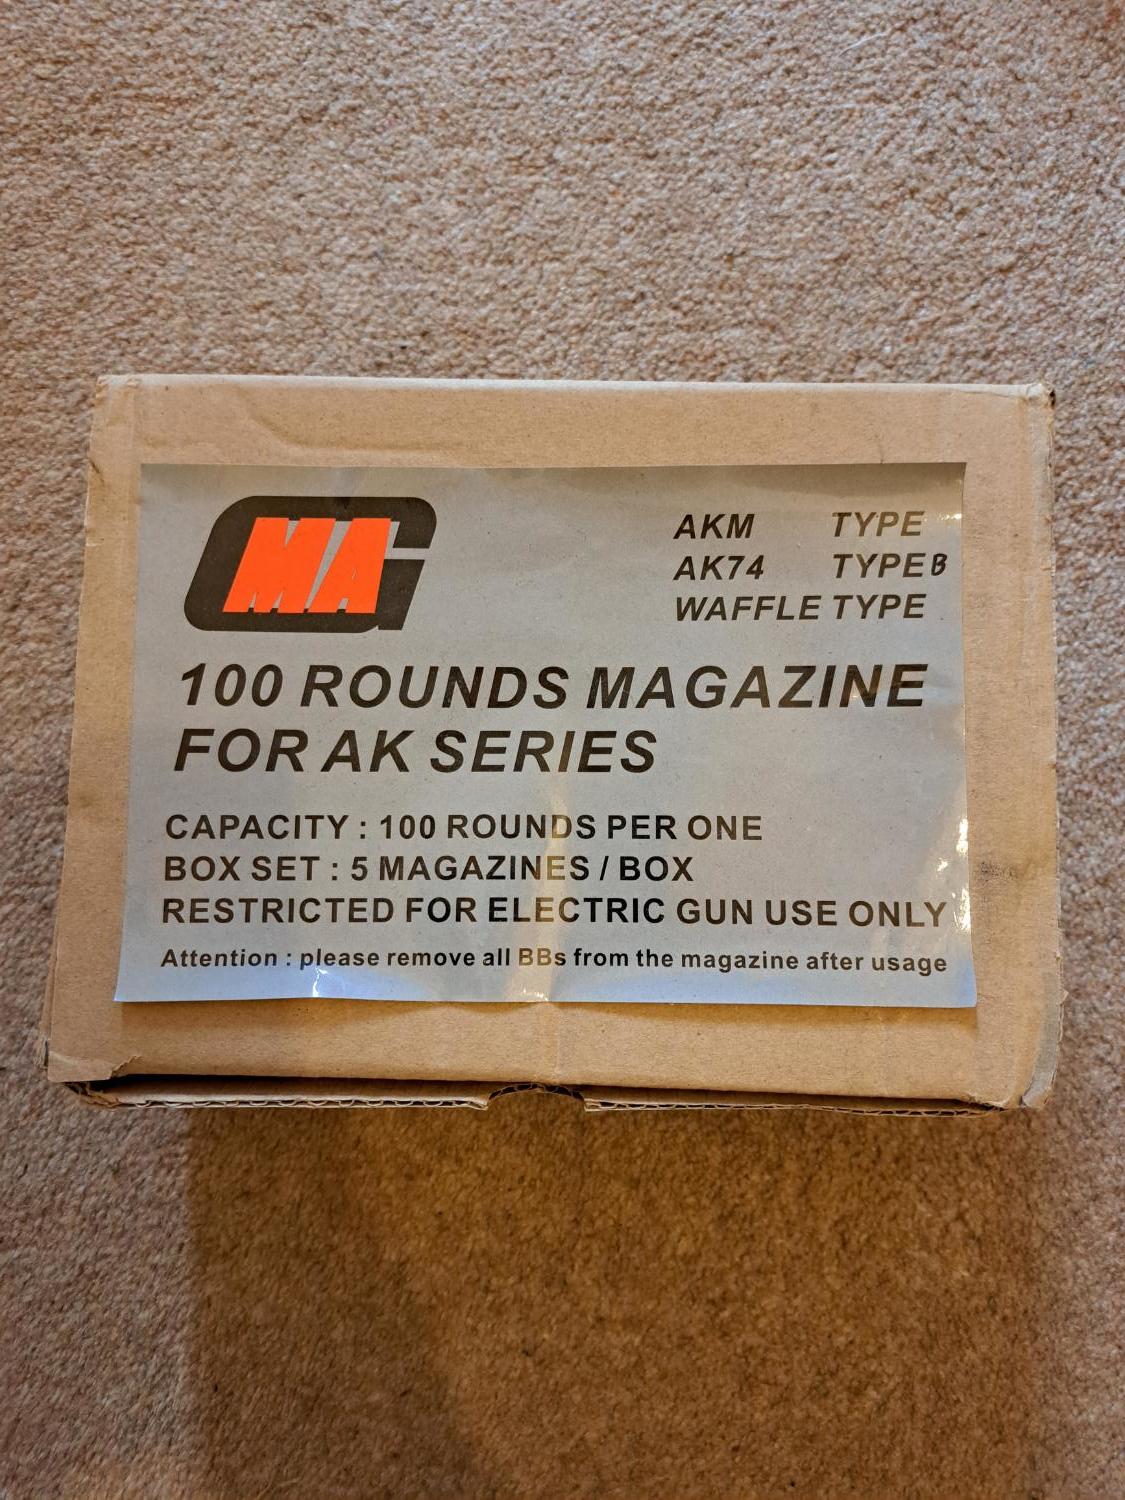 MAG
AKM TYPE
AK74 TYPE B
WAFFLE TYPE
100 ROUNDS MAGAZINE
FOR AK SERIES
CAPACITY : 100 ROUNDS PER ONE
BOX SET : 5 MAGAZINES / BOX
RESTRICTED FOR ELECTRIC GUN USE ONLY
Attention : please remove all BBs from the magazine after usage